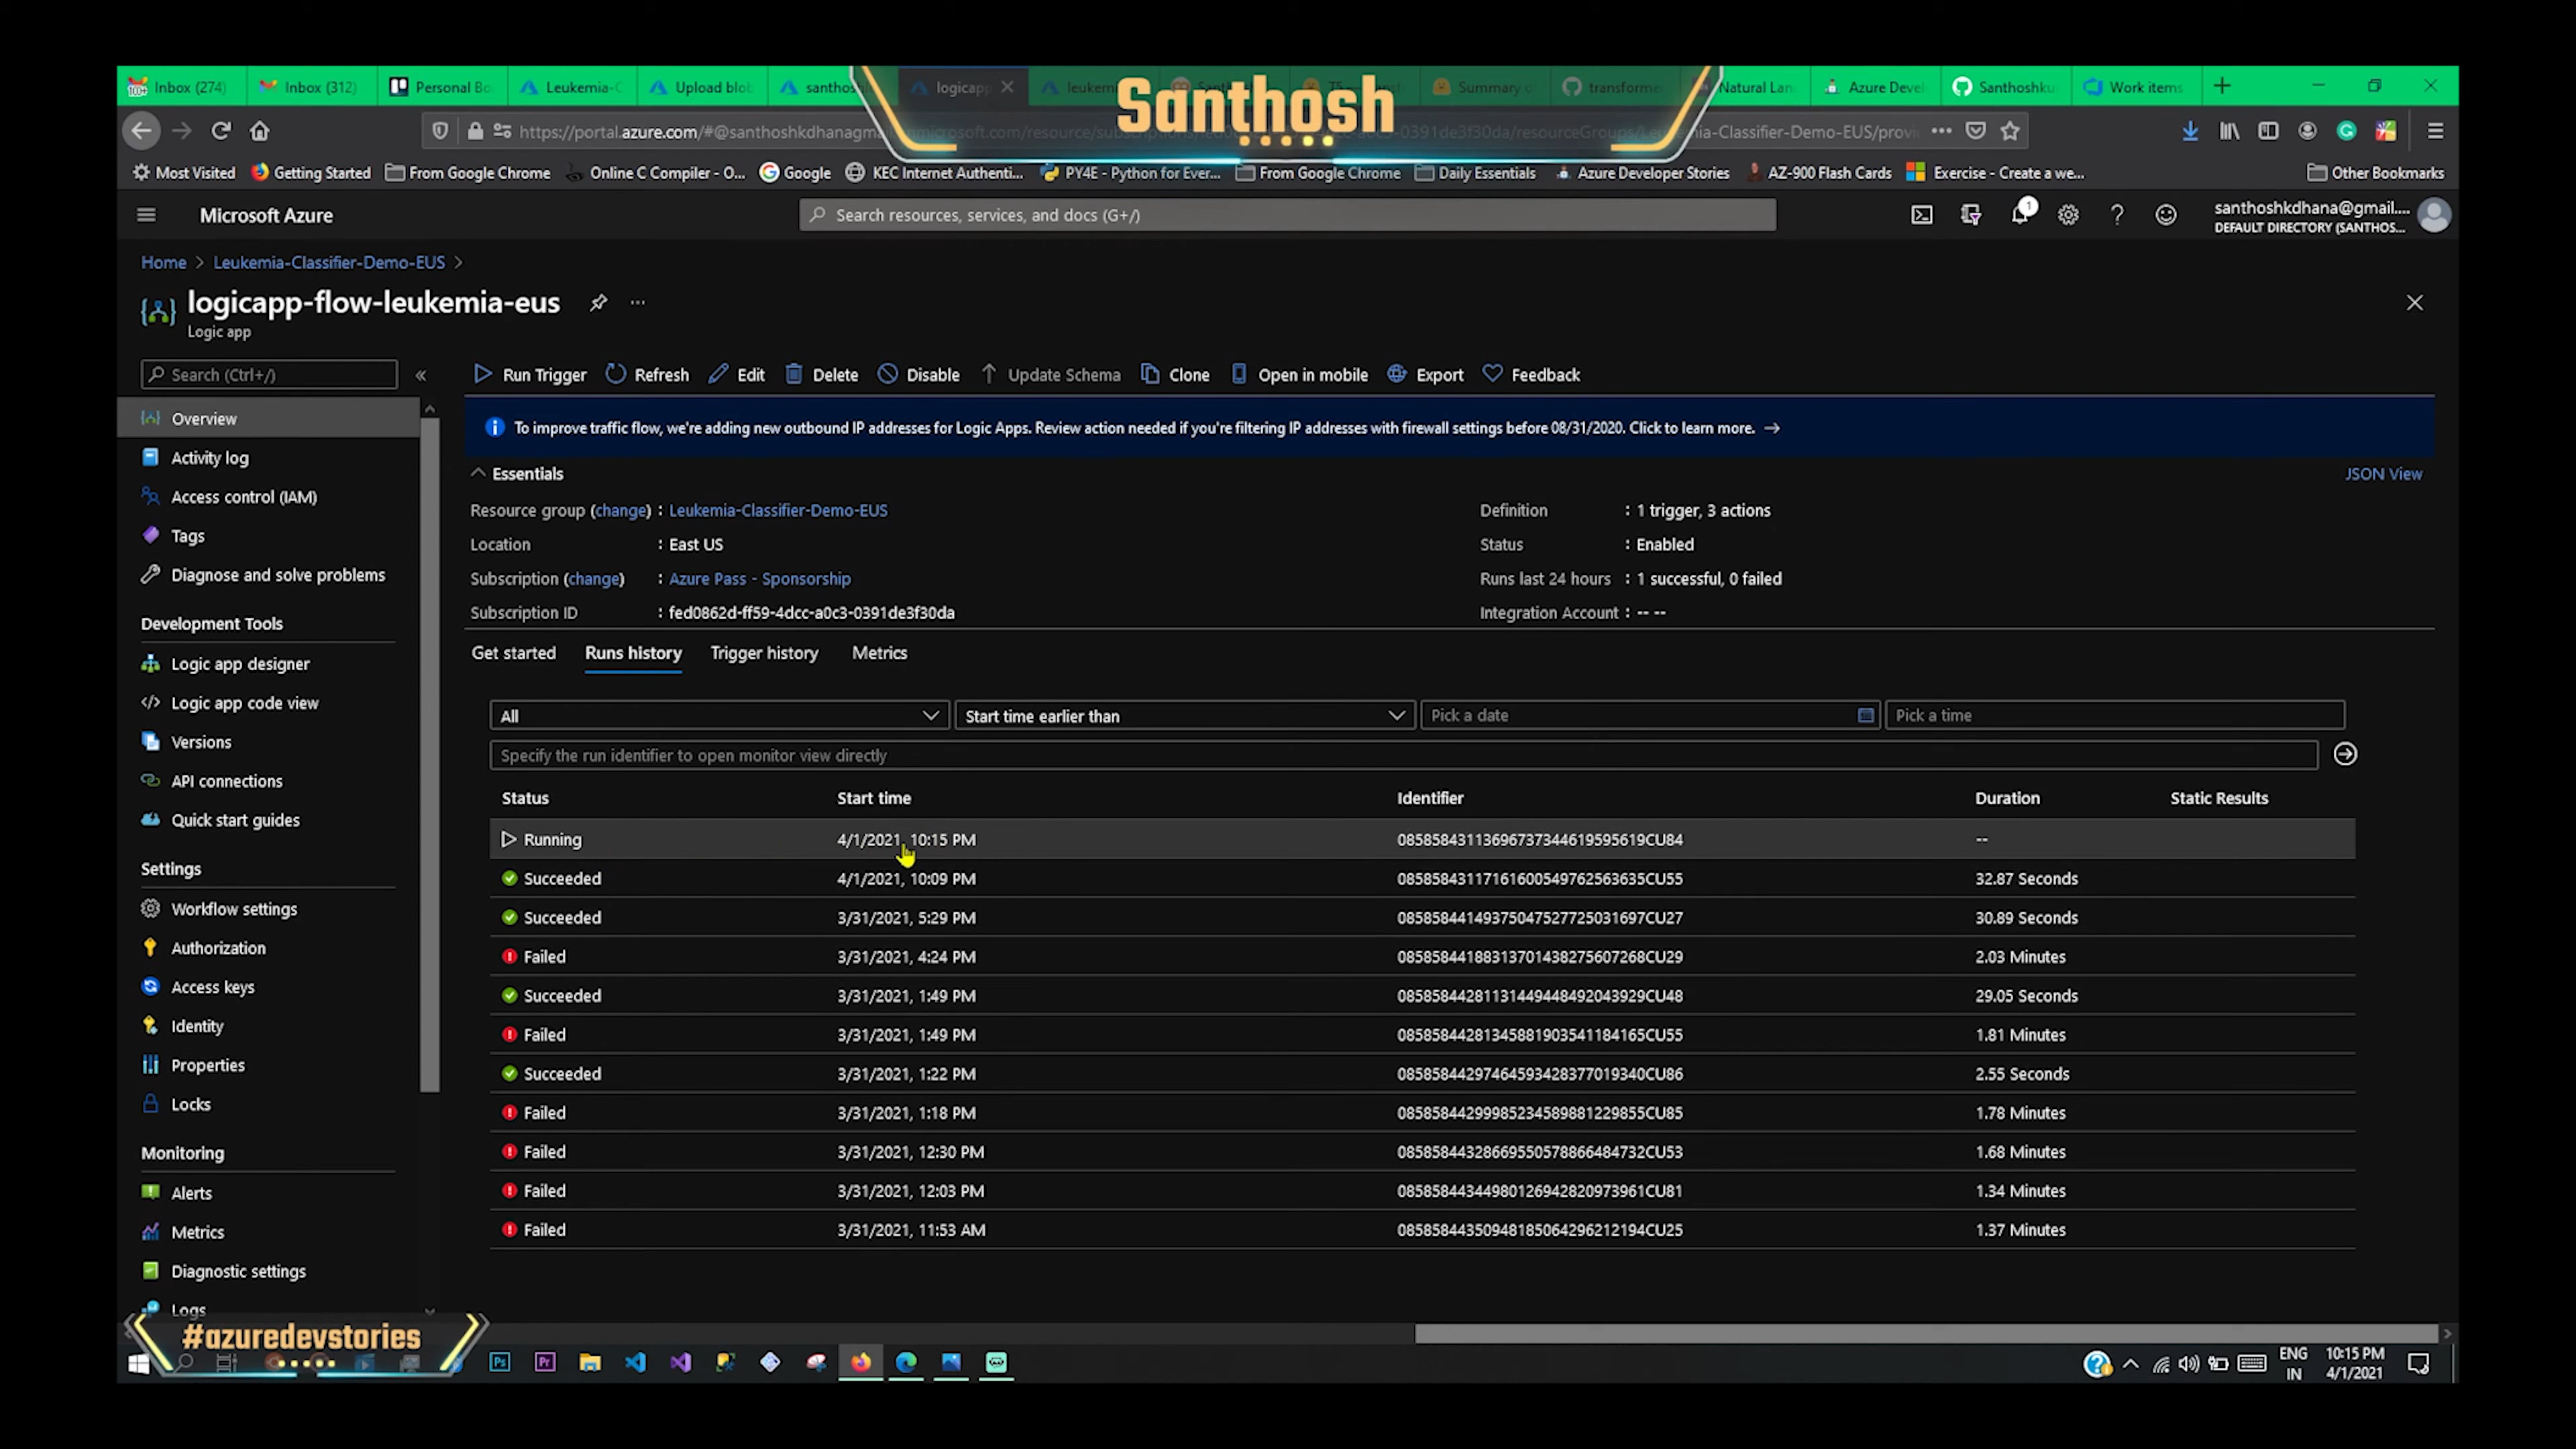 Inbox (274) Inbox (312) Personal Bo Leukemia-C Upload blob santhosh logicapp leukemi Summary o transforme Natural Lan Azure Devel Santhoshku Work items
Santhosh
https://portal.azure.com/#@santhoshkdhanagmail
Most Visited Getting Started From Google Chrome Online C Compiler - O... Google KEC Internet Authenti... PY4E - Python for Ever... From Google Chrome Daily Essentials Azure Developer Stories AZ-900 Flash Cards Exercise - Create a we... Other Bookmarks
Microsoft Azure
Search resources, services, and docs (G+/)
1
santhoshkdhana@gmail....
DEFAULT DIRECTORY (SANTHOS...
Home > Leukemia-Classifier-Demo-EUS >
logicapp-flow-leukemia-eus
Logic app
Search (Ctrl+/)
Run Trigger Refresh Edit Delete Disable Update Schema Clone Open in mobile Export Feedback
To improve traffic flow, we're adding new outbound IP addresses for Logic Apps. Review action needed if you're filtering IP addresses with firewall settings before 08/31/2020. Click to learn more. →
Overview
Activity log
Access control (IAM)
Tags
Diagnose and solve problems
Development Tools
Logic app designer
Logic app code view
Versions
API connections
Quick start guides
Settings
Workflow settings
Authorization
Access keys
Identity
Properties
Locks
Monitoring
Alerts
Metrics
Diagnostic settings
Logs
Essentials
JSON View
Resource group (change) : Leukemia-Classifier-Demo-EUS
Location : East US
Subscription (change) : Azure Pass - Sponsorship
Subscription ID : fed0862d-ff59-4dcc-a0c3-0391de3f30da
Definition : 1 trigger, 3 actions
Status : Enabled
Runs last 24 hours : 1 successful, 0 failed
Integration Account : -- --
Get started Runs history Trigger history Metrics
All Start time earlier than Pick a date Pick a time
Specify the run identifier to open monitor view directly
Status Start time Identifier Duration Static Results
Running 4/1/2021, 10:15 PM 08585843113696737344619595619CU84 --
Succeeded 4/1/2021, 10:09 PM 08585843117161600549762563635CU55 32.87 Seconds
Succeeded 3/31/2021, 5:29 PM 08585844149375047527725031697CU27 30.89 Seconds
Failed 3/31/2021, 4:24 PM 08585844188313701438275607268CU29 2.03 Minutes
Succeeded 3/31/2021, 1:49 PM 08585844281131449448492043929CU48 29.05 Seconds
Failed 3/31/2021, 1:49 PM 08585844281345881903541184165CU55 1.81 Minutes
Succeeded 3/31/2021, 1:22 PM 08585844297464593428377019340CU86 2.55 Seconds
Failed 3/31/2021, 1:18 PM 08585844299985234589881229855CU85 1.78 Minutes
Failed 3/31/2021, 12:30 PM 08585844328669550578866484732CU53 1.68 Minutes
Failed 3/31/2021, 12:03 PM 08585844344980126942820973961CU81 1.34 Minutes
Failed 3/31/2021, 11:53 AM 08585844350948185064296212194CU25 1.37 Minutes
#azuredevstories
ENG
IN
10:15 PM
4/1/2021